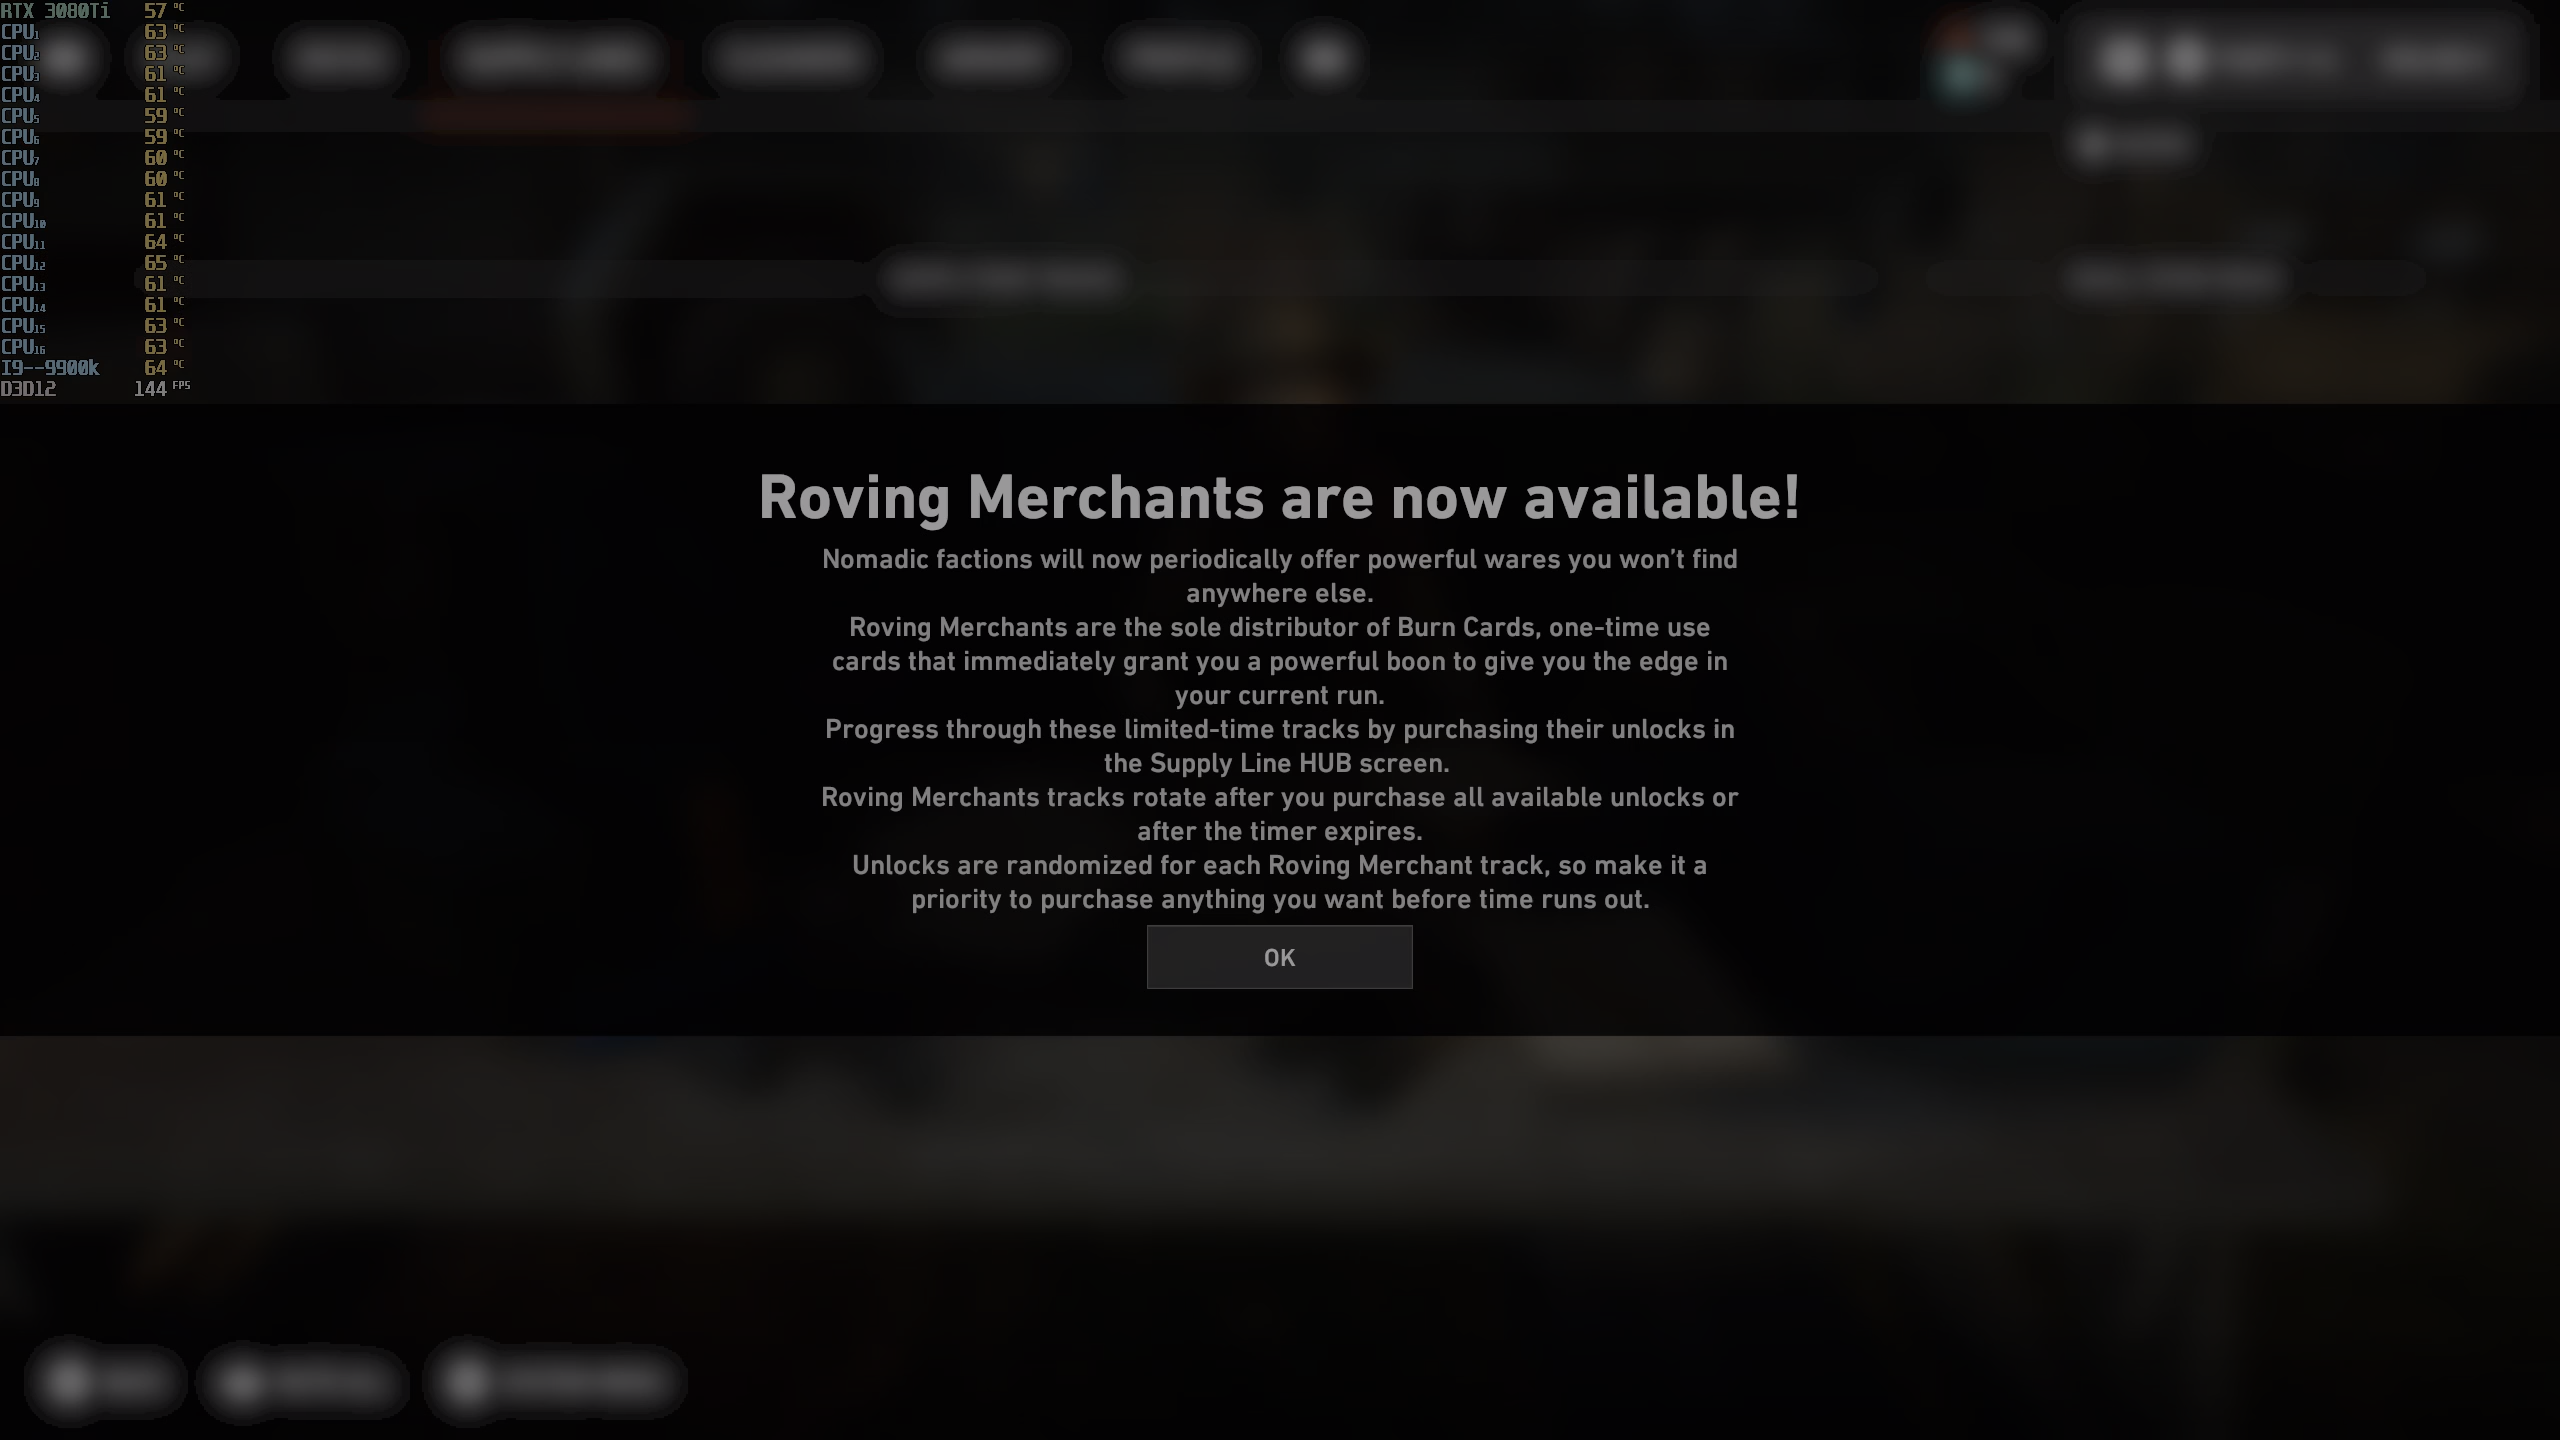 RTX 3080Ti 57 °C
CPU1 63 °C
CPU2 63 °C
CPU3 61 °C
CPU4 61 °C
CPU5 59 °C
CPU6 59 °C
CPU7 60 °C
CPU8 60 °C
CPU9 61 °C
CPU10 61 °C
CPU11 64 °C
CPU12 65 °C
CPU13 61 °C
CPU14 61 °C
CPU15 63 °C
CPU16 63 °C
I9--9900k 64 °C
D3D12 144 FPS
Roving Merchants are now available!
Nomadic factions will now periodically offer powerful wares you won’t find
anywhere else.
Roving Merchants are the sole distributor of Burn Cards, one-time use
cards that immediately grant you a powerful boon to give you the edge in
your current run.
Progress through these limited-time tracks by purchasing their unlocks in
the Supply Line HUB screen.
Roving Merchants tracks rotate after you purchase all available unlocks or
after the timer expires.
Unlocks are randomized for each Roving Merchant track, so make it a
priority to purchase anything you want before time runs out.
OK